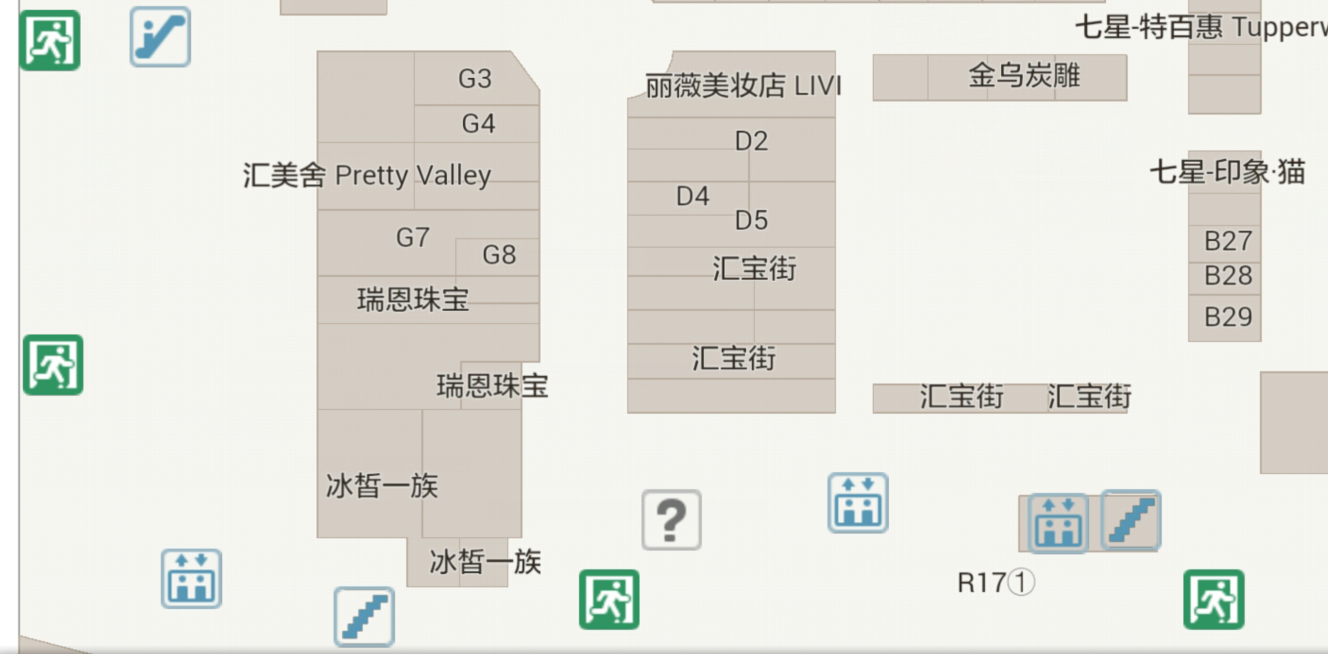 七星-特百惠 Tupperw
G3
丽薇美妆店 LIVI
金乌炭雕
G4
D2
汇美舍 Pretty Valley
七星-印象·猫
D4
D5
G7
B27
G8
汇宝街
B28
瑞恩珠宝
B29
汇宝街
瑞恩珠宝
汇宝街
汇宝街
冰皙一族
?
冰皙一族
R17①